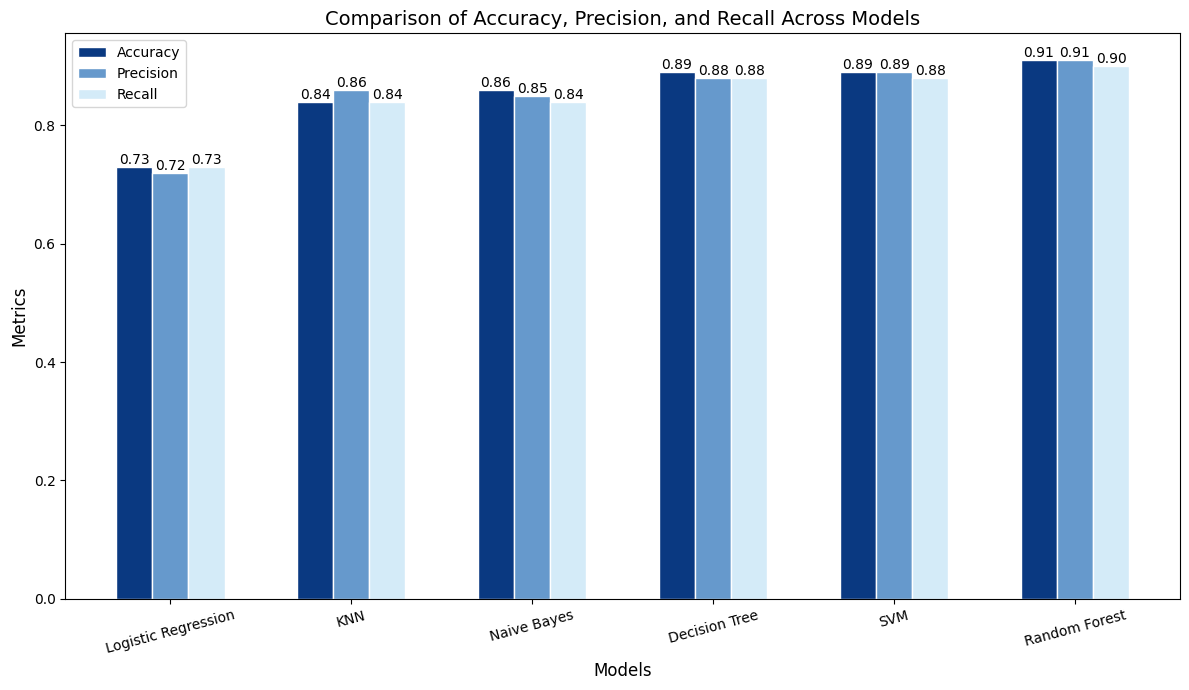 Comparison of Accuracy, Precision, and Recall Across Models
Accuracy
Precision
Recall
0.73 0.72 0.73
0.84 0.86 0.84
0.86 0.85 0.84
0.89 0.88 0.88
0.89 0.89 0.88
0.91 0.91 0.90
Metrics
0.8
0.6
0.4
0.2
0.0
Logistic Regression
KNN
Naive Bayes
Decision Tree
SVM
Random Forest
Models